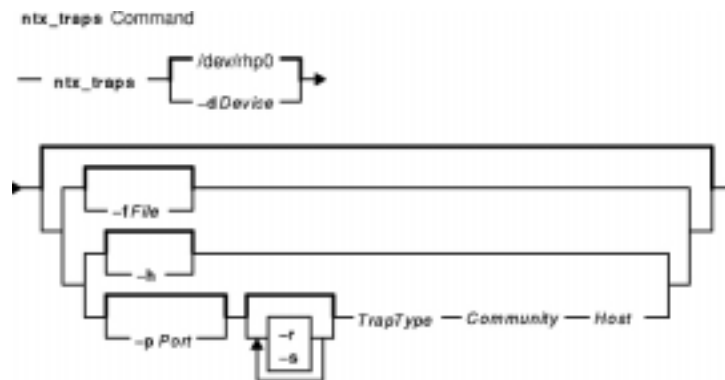 ntx_traps Command
/dev/rhp0
ntx_traps
-d Device
-f File
-h
-p Port
-r
-s
TrapType Community Host